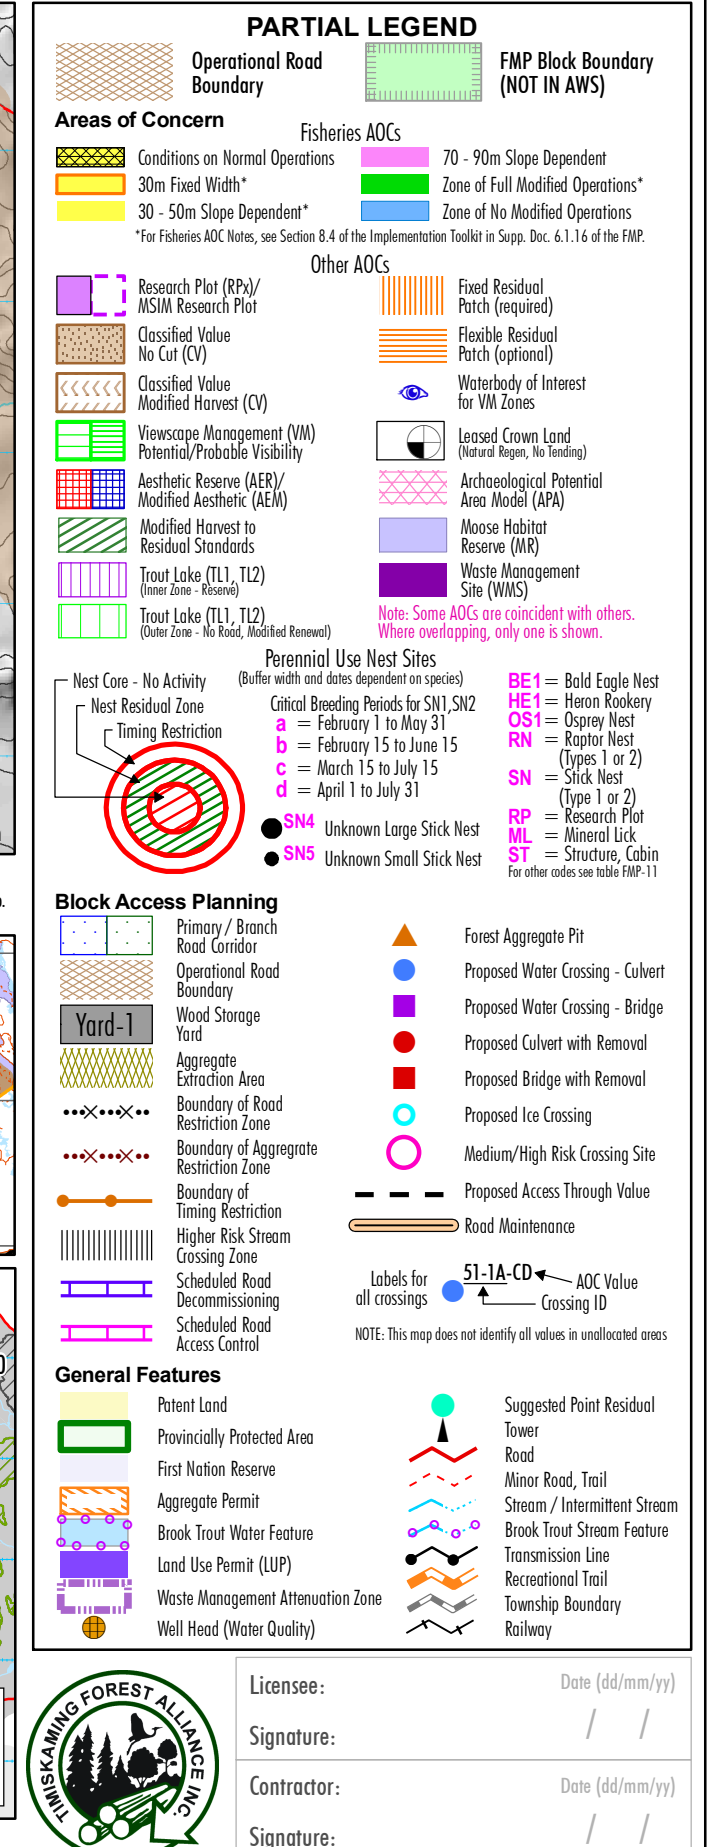 PARTIAL LEGEND
Operational Road
Boundary
FMP Block Boundary
(NOT IN AWS)
Areas of Concern
Fisheries AOCs
Conditions on Normal Operations
30m Fixed Width*
30 - 50m Slope Dependent*
70 - 90m Slope Dependent
Zone of Full Modified Operations*
Zone of No Modified Operations
*For Fisheries AOC Notes, see Section 8.4 of the Implementation Toolkit in Supp. Doc. 6.1.16 of the FMP.
Other AOCs
Research Plot (RPx)/
MSIM Research Plot
Classified Value
No Cut (CV)
Classified Value
Modified Harvest (CV)
Viewscape Management (VM)
Potential/Probable Visibility
Aesthetic Reserve (AER)/
Modified Aesthetic (AEM)
Modified Harvest to
Residual Standards
Trout Lake (TL1, TL2)
(Inner Zone - Reserve)
Trout Lake (TL1, TL2)
(Outer Zone - No Road, Modified Renewal)
Fixed Residual
Patch (required)
Flexible Residual
Patch (optional)
Waterbody of Interest
for VM Zones
Leased Crown Land
(Natural Regen, No Tending)
Archaeological Potential
Area Model (APA)
Moose Habitat
Reserve (MR)
Waste Management
Site (WMS)
Note: Some AOCs are coincident with others.
Where overlapping, only one is shown.
Perennial Use Nest Sites
(Buffer width and dates dependent on species)
Nest Core - No Activity
Nest Residual Zone
Timing Restriction
Critical Breeding Periods for SN1,SN2
a = February 1 to May 31
b = February 15 to June 15
c = March 15 to July 15
d = April 1 to July 31
SN4 Unknown Large Stick Nest
SN5 Unknown Small Stick Nest
BE1 = Bald Eagle Nest
HE1 = Heron Rookery
OS1 = Osprey Nest
RN = Raptor Nest
(Types 1 or 2)
SN = Stick Nest
(Type 1 or 2)
RP = Research Plot
ML = Mineral Lick
ST = Structure, Cabin
For other codes see table FMP-11
Block Access Planning
Primary / Branch
Road Corridor
Operational Road
Boundary
Yard-1
Wood Storage
Yard
Aggregate
Extraction Area
Boundary of Road
Restriction Zone
Boundary of Aggregrate
Restriction Zone
Boundary of
Timing Restriction
Higher Risk Stream
Crossing Zone
Scheduled Road
Decommissioning
Scheduled Road
Access Control
Forest Aggregate Pit
Proposed Water Crossing - Culvert
Proposed Water Crossing - Bridge
Proposed Culvert with Removal
Proposed Bridge with Removal
Proposed Ice Crossing
Medium/High Risk Crossing Site
Proposed Access Through Value
Road Maintenance
Labels for
all crossings
51-1A-CD
AOC Value
Crossing ID
NOTE: This map does not identify all values in unallocated areas
General Features
Patent Land
Provincially Protected Area
First Nation Reserve
Aggregate Permit
Brook Trout Water Feature
Land Use Permit (LUP)
Waste Management Attenuation Zone
Well Head (Water Quality)
Suggested Point Residual
Tower
Road
Minor Road, Trail
Stream / Intermittent Stream
Brook Trout Stream Feature
Transmission Line
Recreational Trail
Township Boundary
Railway
TIMISKAMING FOREST ALLIANCE INC.
Licensee:
Date (dd/mm/yy)
Signature:
/ /
Contractor:
Date (dd/mm/yy)
Signature:
/ /